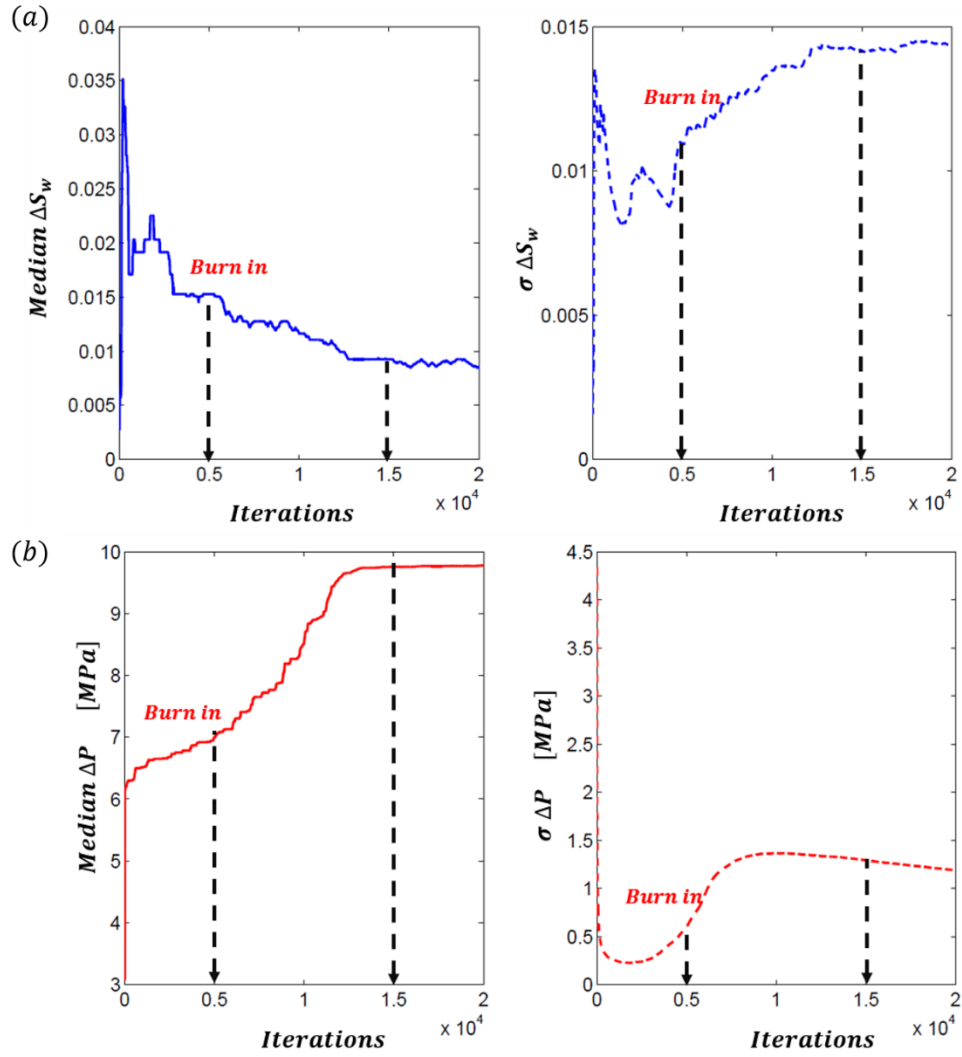 (a)
Median ΔS_w
0.04
0.035
0.03
0.025
0.02
0.015
0.01
0.005
0
Burn in
0 0.5 1 1.5 2
x 10^4
Iterations
σ ΔS_w
0.015
0.01
0.005
0
Burn in
0 0.5 1 1.5 2
x 10^4
Iterations
(b)
Median ΔP [MPa]
10
9
8
7
6
5
4
3
Burn in
0 0.5 1 1.5 2
x 10^4
Iterations
σ ΔP [MPa]
4.5
4
3.5
3
2.5
2
1.5
1
0.5
0
Burn in
0 0.5 1 1.5 2
x 10^4
Iterations